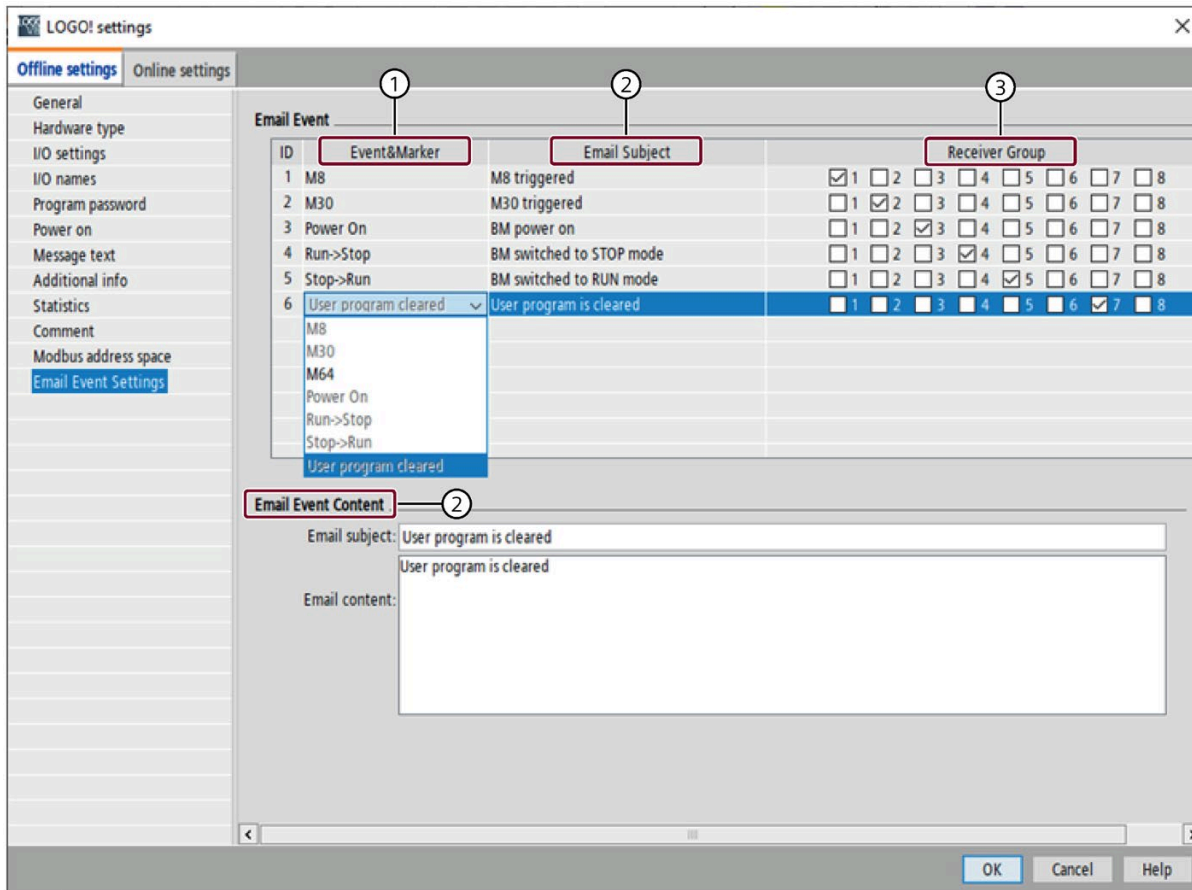 LOGO! settings
Offline settings Online settings
General
Hardware type
I/O settings
I/O names
Program password
Power on
Message text
Additional info
Statistics
Comment
Modbus address space
Email Event Settings
1 2 3
Email Event
ID Event&Marker Email Subject Receiver Group
1 M8 M8 triggered 1 2 3 4 5 6 7 8
2 M30 M30 triggered 1 2 3 4 5 6 7 8
3 Power On BM power on 1 2 3 4 5 6 7 8
4 Run->Stop BM switched to STOP mode 1 2 3 4 5 6 7 8
5 Stop->Run BM switched to RUN mode 1 2 3 4 5 6 7 8
6 User program cleared User program is cleared 1 2 3 4 5 6 7 8
M8
M30
M64
Power On
Run->Stop
Stop->Run
User program cleared
Email Event Content 2
Email subject: User program is cleared
User program is cleared
Email content:
OK Cancel Help